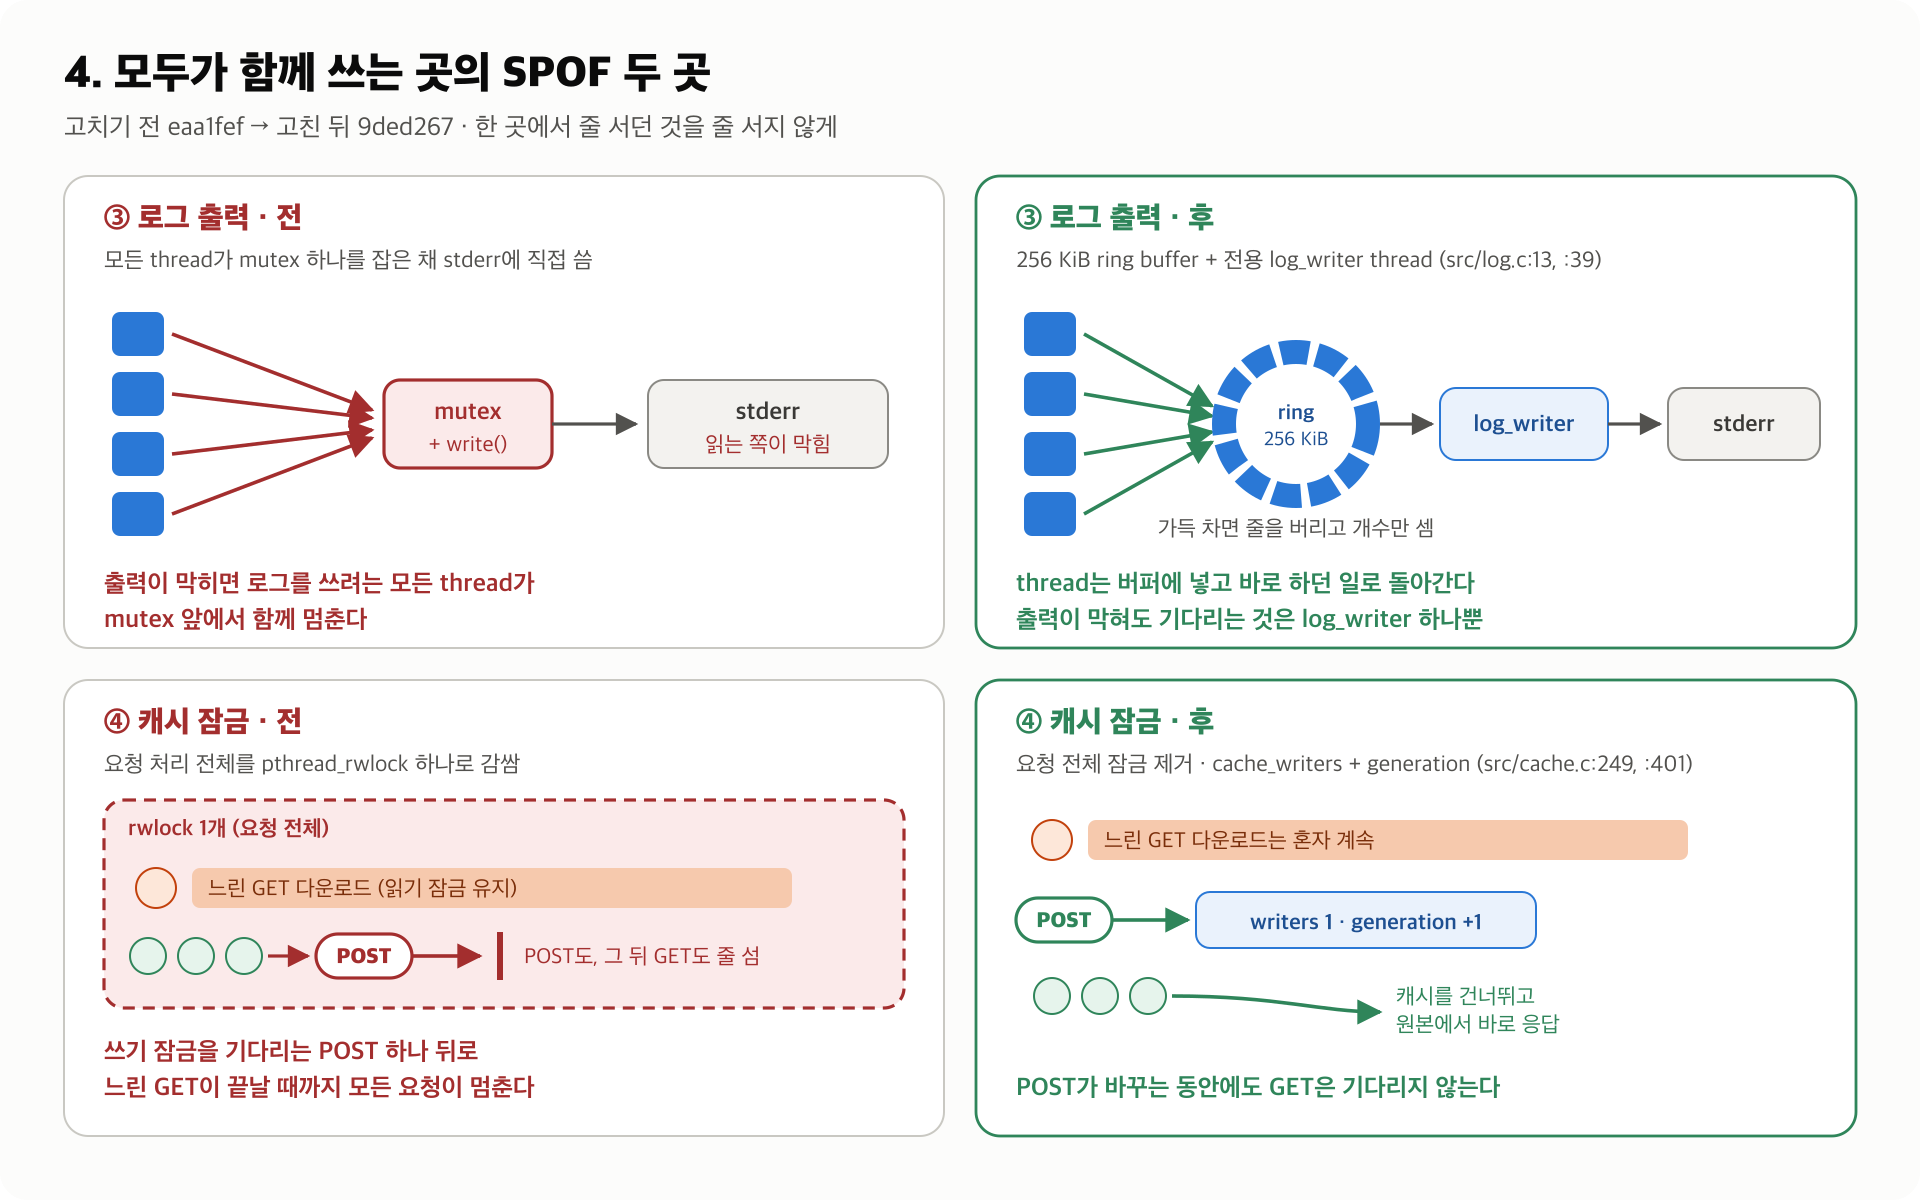 4. 모두가 함께 쓰는 곳의 SPOF 두 곳
고치기 전 eaa1fef → 고친 뒤 9ded267 · 한 곳에서 줄 서던 것을 줄 서지 않게
③ 로그 출력 · 전
모든 thread가 mutex 하나를 잡은 채 stderr에 직접 씀
mutex
+ write()
stderr
읽는 쪽이 막힘
출력이 막히면 로그를 쓰려는 모든 thread가
mutex 앞에서 함께 멈춘다
③ 로그 출력 · 후
256 KiB ring buffer + 전용 log_writer thread (src/log.c:13, :39)
ring
256 KiB
log_writer
stderr
가득 차면 줄을 버리고 개수만 셈
thread는 버퍼에 넣고 바로 하던 일로 돌아간다
출력이 막혀도 기다리는 것은 log_writer 하나뿐
④ 캐시 잠금 · 전
요청 처리 전체를 pthread_rwlock 하나로 감쌈
rwlock 1개 (요청 전체)
느린 GET 다운로드 (읽기 잠금 유지)
POST
POST도, 그 뒤 GET도 줄 섬
쓰기 잠금을 기다리는 POST 하나 뒤로
느린 GET이 끝날 때까지 모든 요청이 멈춘다
④ 캐시 잠금 · 후
요청 전체 잠금 제거 · cache_writers + generation (src/cache.c:249, :401)
느린 GET 다운로드는 혼자 계속
POST
writers 1 · generation +1
캐시를 건너뛰고
원본에서 바로 응답
POST가 바꾸는 동안에도 GET은 기다리지 않는다